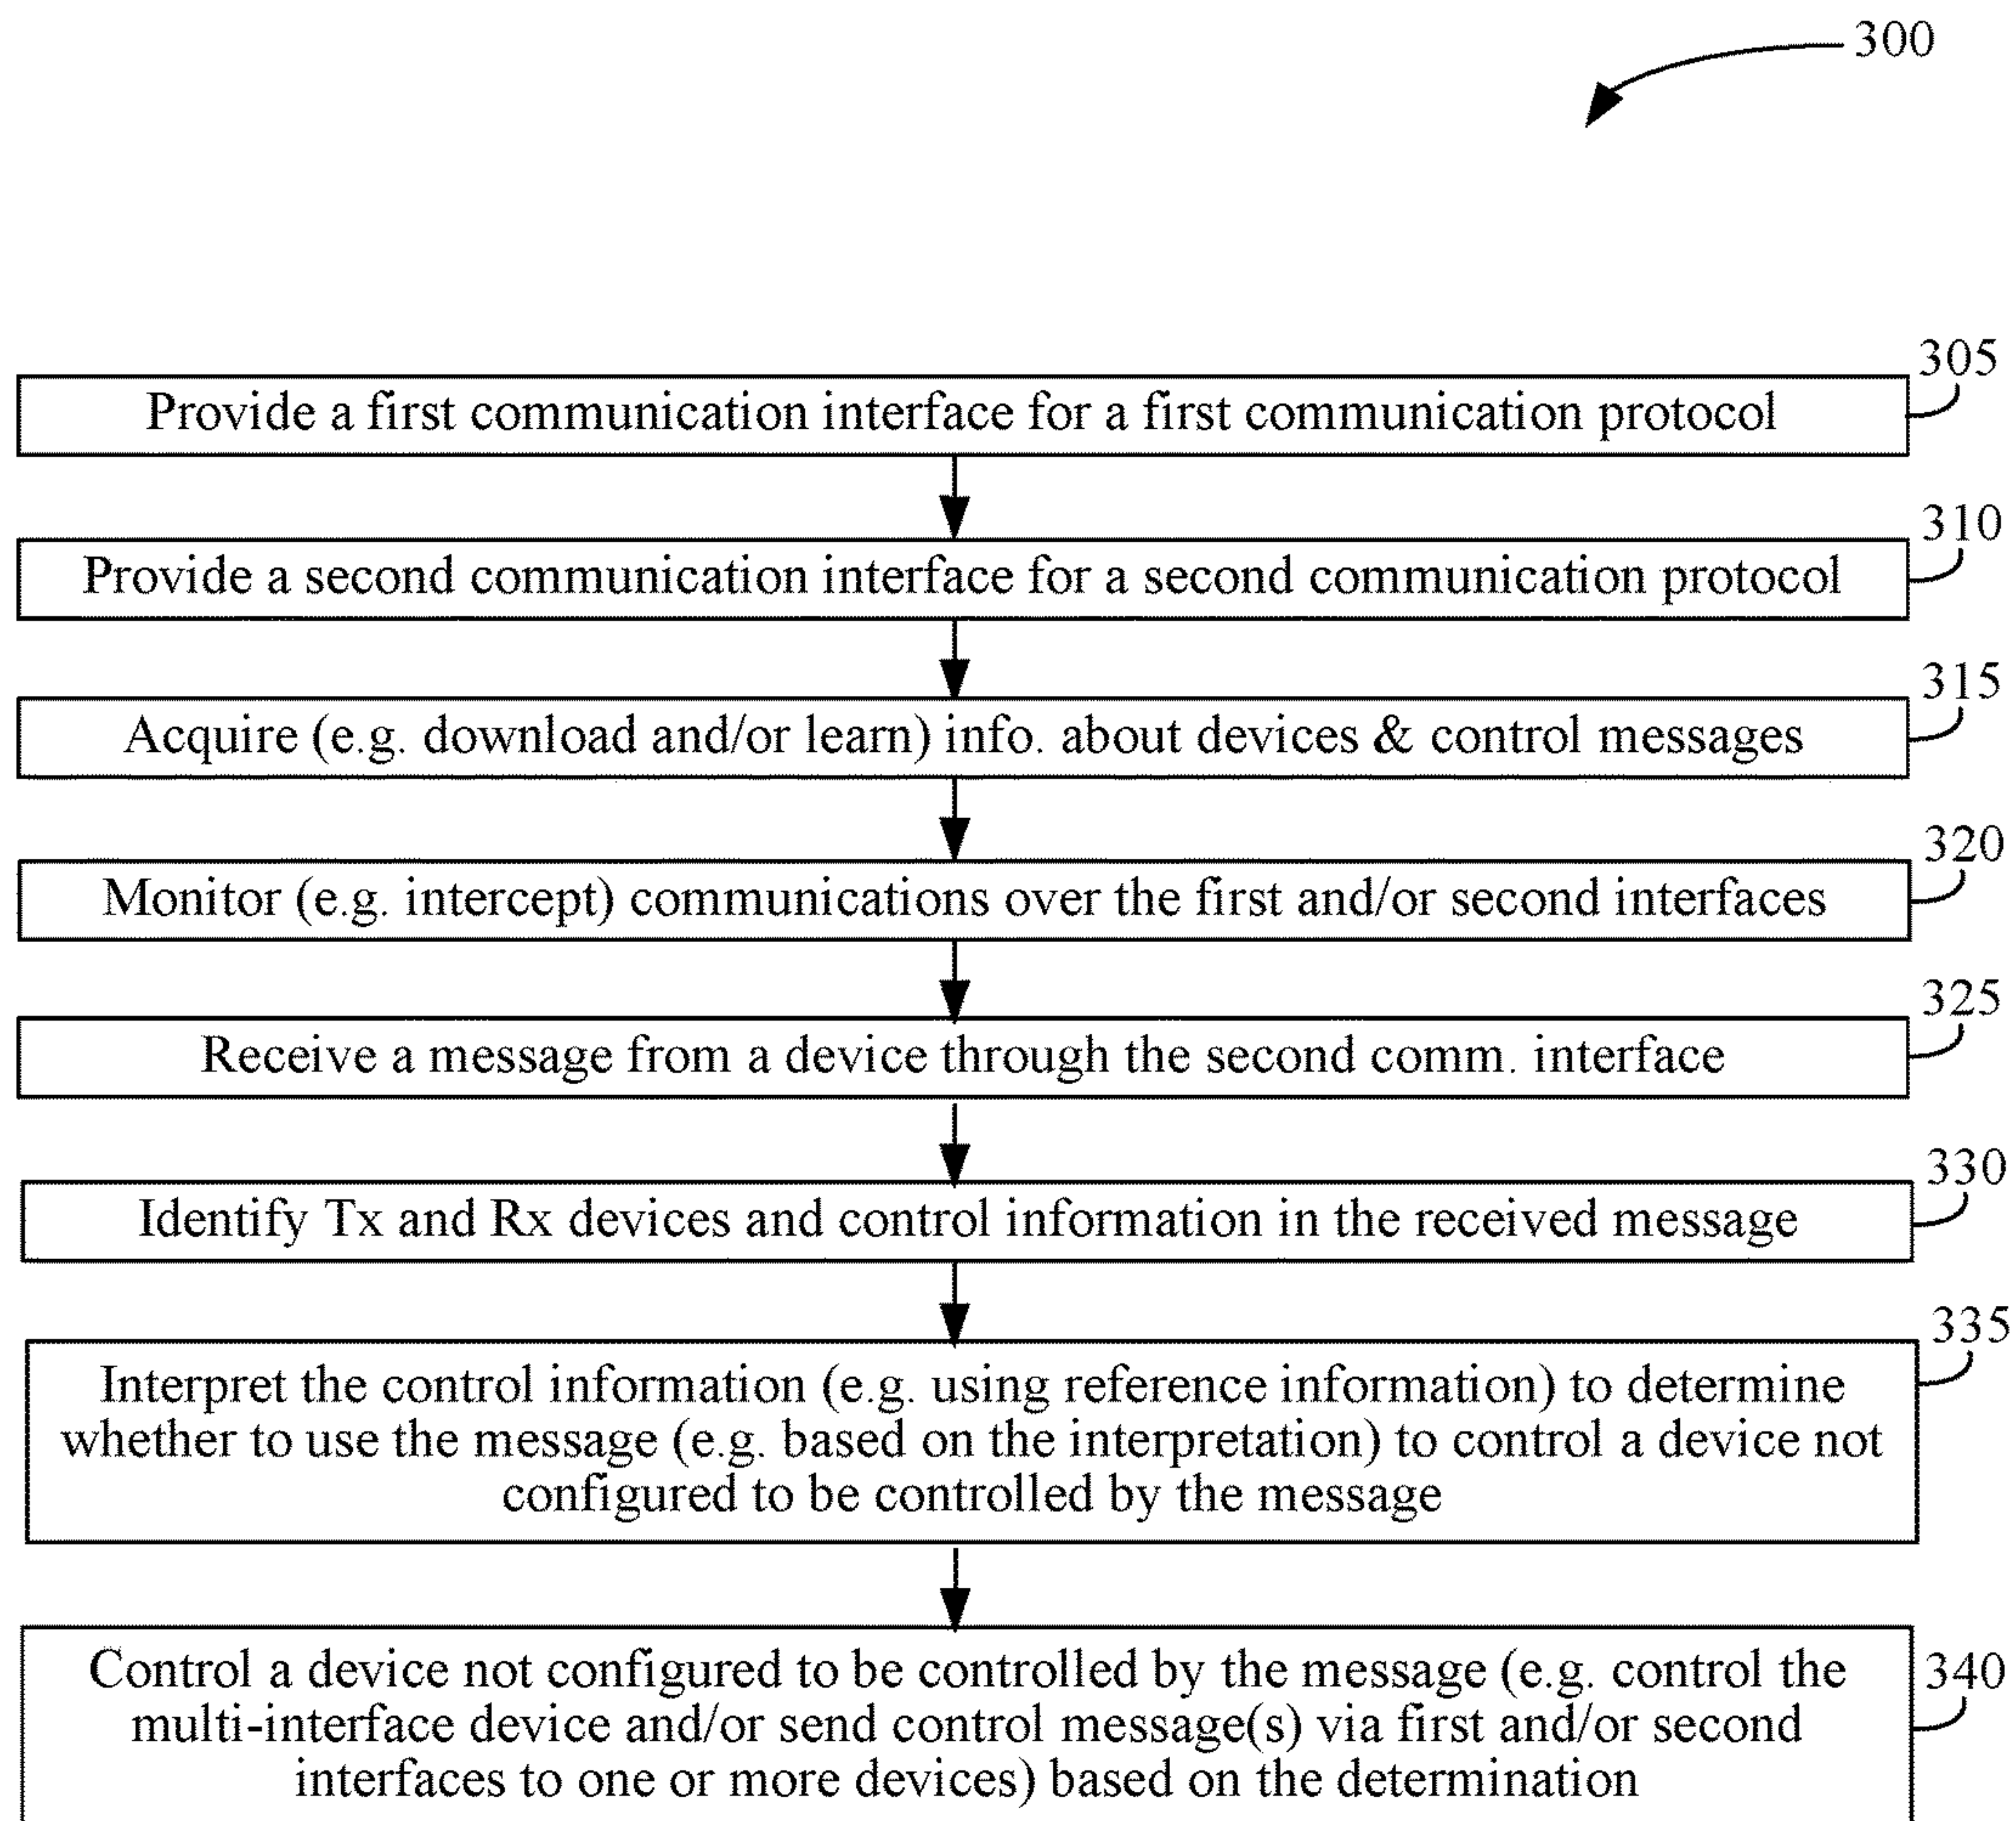 300
305
Provide a first communication interface for a first communication protocol
310
Provide a second communication interface for a second communication protocol
315
Acquire (e.g. download and/or learn) info. about devices & control messages
320
Monitor (e.g. intercept) communications over the first and/or second interfaces
325
Receive a message from a device through the second comm. interface
330
Identify Tx and Rx devices and control information in the received message
335
Interpret the control information (e.g. using reference information) to determine
whether to use the message (e.g. based on the interpretation) to control a device not
configured to be controlled by the message
340
Control a device not configured to be controlled by the message (e.g. control the
multi-interface device and/or send control message(s) via first and/or second
interfaces to one or more devices) based on the determination